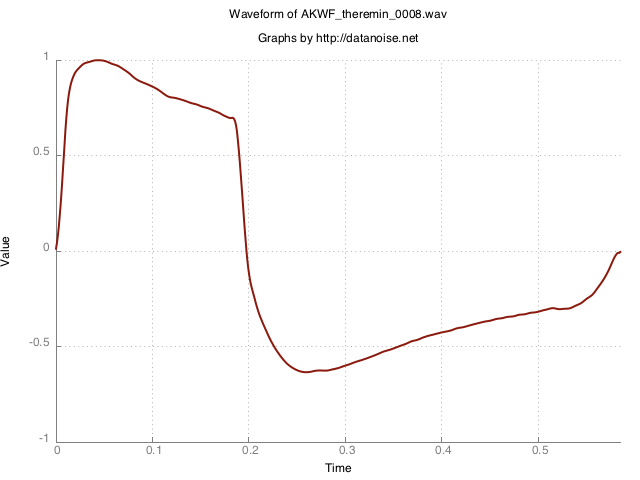 Waveform of AKWF_theremin_0008.wav
Graphs by http://datanoise.net
1
0.5
0
-0.5
-1
Value
0 0.1 0.2 0.3 0.4 0.5
Time